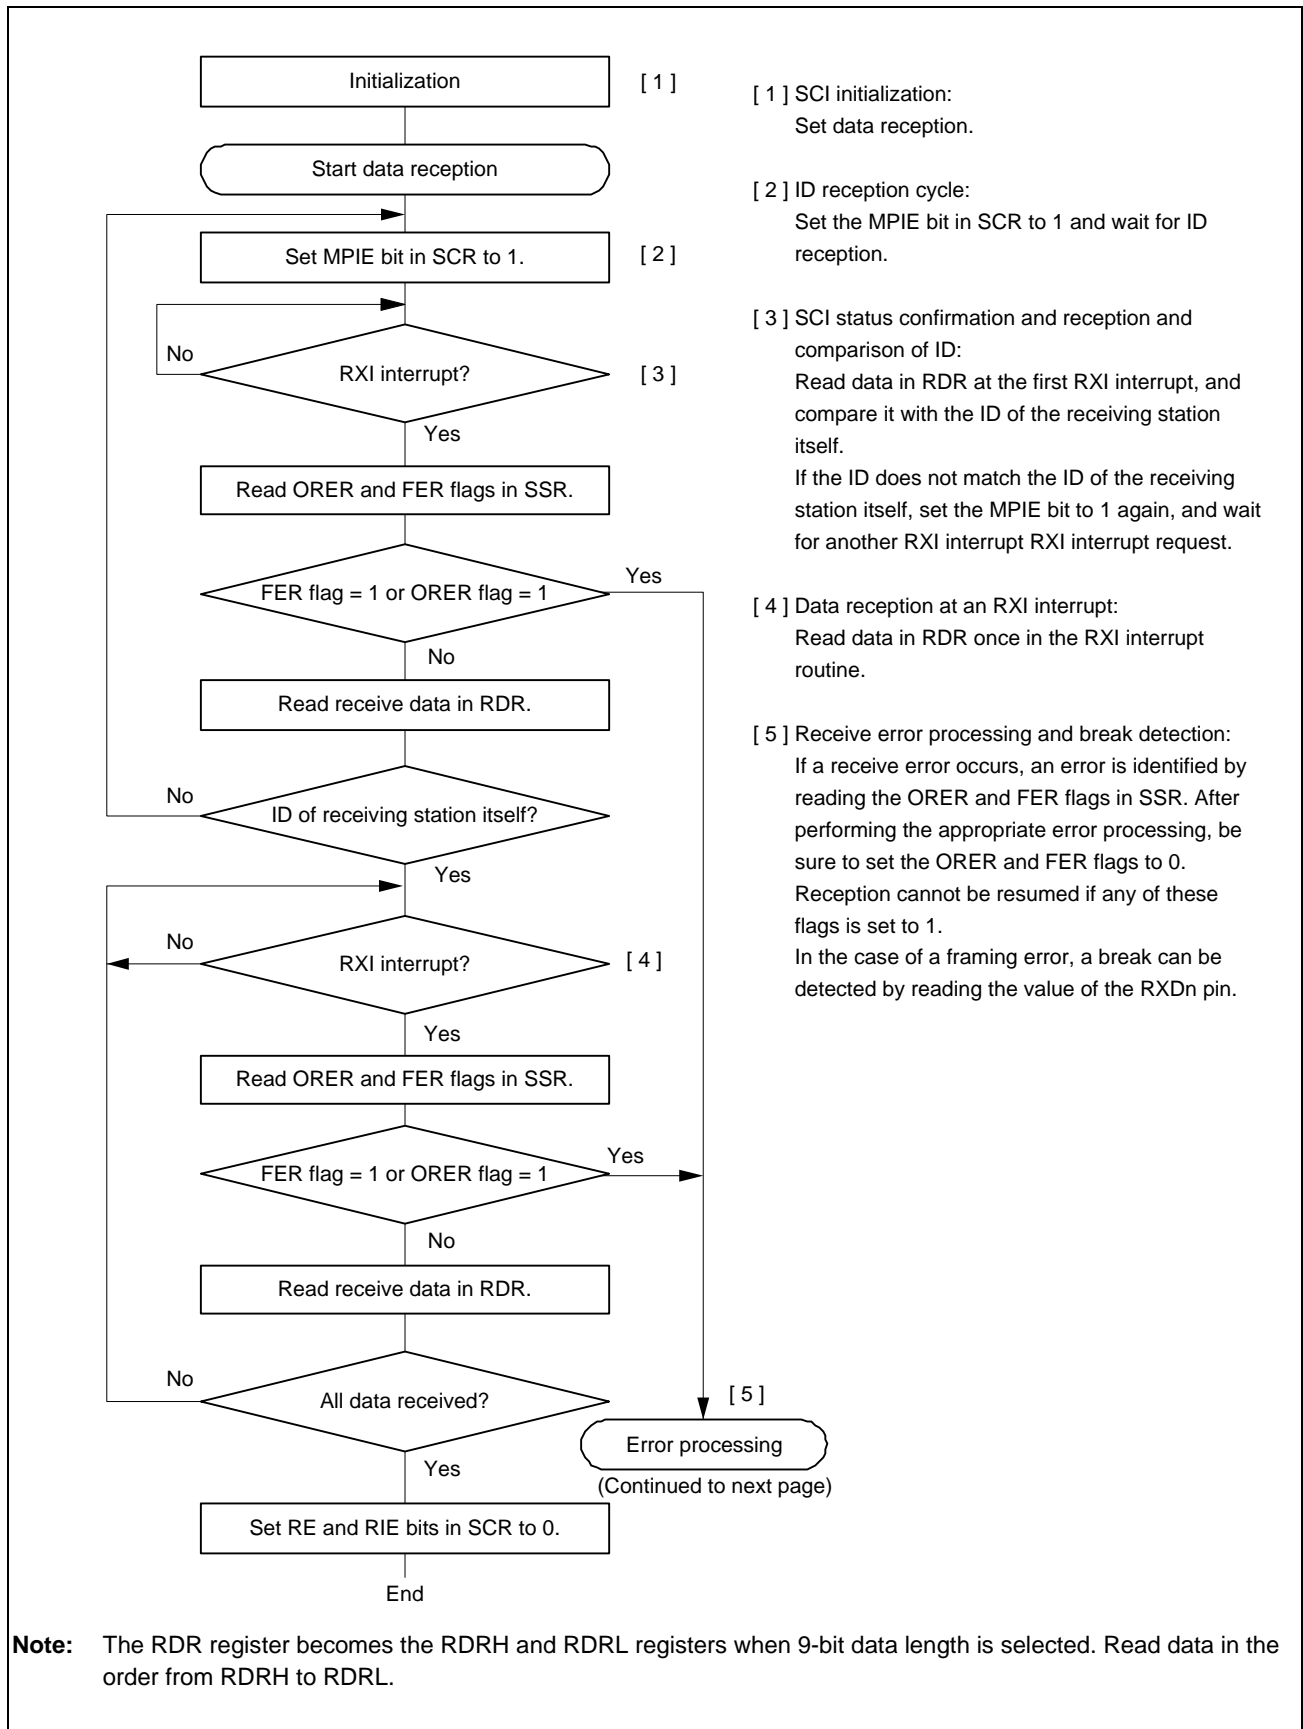 Initialization
[ 1 ]
Start data reception
Set MPIE bit in SCR to 1.
[ 2 ]
No
RXI interrupt?
[ 3 ]
Yes
Read ORER and FER flags in SSR.
FER flag = 1 or ORER flag = 1
Yes
No
Read receive data in RDR.
No
ID of receiving station itself?
Yes
No
RXI interrupt?
[ 4 ]
Yes
Read ORER and FER flags in SSR.
FER flag = 1 or ORER flag = 1
Yes
No
Read receive data in RDR.
No
All data received?
[ 5 ]
Error processing
(Continued to next page)
Yes
Set RE and RIE bits in SCR to 0.
End
[ 1 ] SCI initialization:
Set data reception.
[ 2 ] ID reception cycle:
Set the MPIE bit in SCR to 1 and wait for ID
reception.
[ 3 ] SCI status confirmation and reception and
comparison of ID:
Read data in RDR at the first RXI interrupt, and
compare it with the ID of the receiving station
itself.
If the ID does not match the ID of the receiving
station itself, set the MPIE bit to 1 again, and wait
for another RXI interrupt RXI interrupt request.
[ 4 ] Data reception at an RXI interrupt:
Read data in RDR once in the RXI interrupt
routine.
[ 5 ] Receive error processing and break detection:
If a receive error occurs, an error is identified by
reading the ORER and FER flags in SSR. After
performing the appropriate error processing, be
sure to set the ORER and FER flags to 0.
Reception cannot be resumed if any of these
flags is set to 1.
In the case of a framing error, a break can be
detected by reading the value of the RXDn pin.
Note: The RDR register becomes the RDRH and RDRL registers when 9-bit data length is selected. Read data in the
order from RDRH to RDRL.